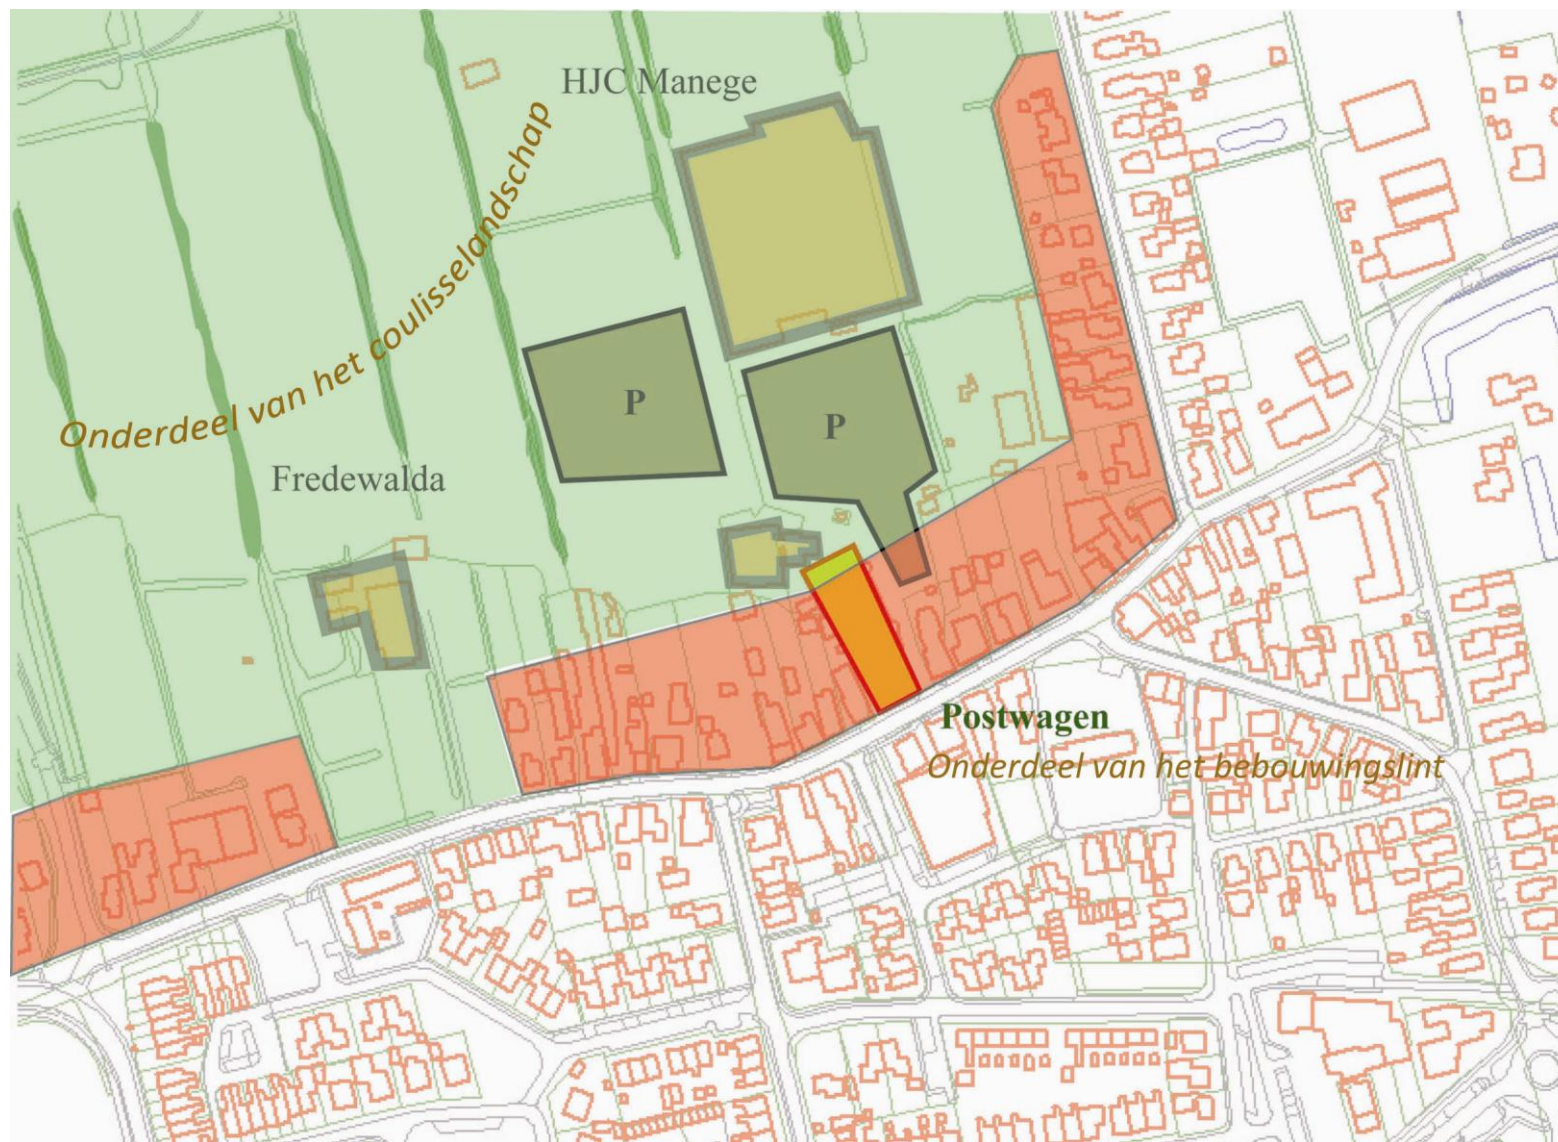 HJC Manege
Onderdeel van het coulisselandschap
P
P
Fredewalda
Postwagen
Onderdeel van het bebouwingslint